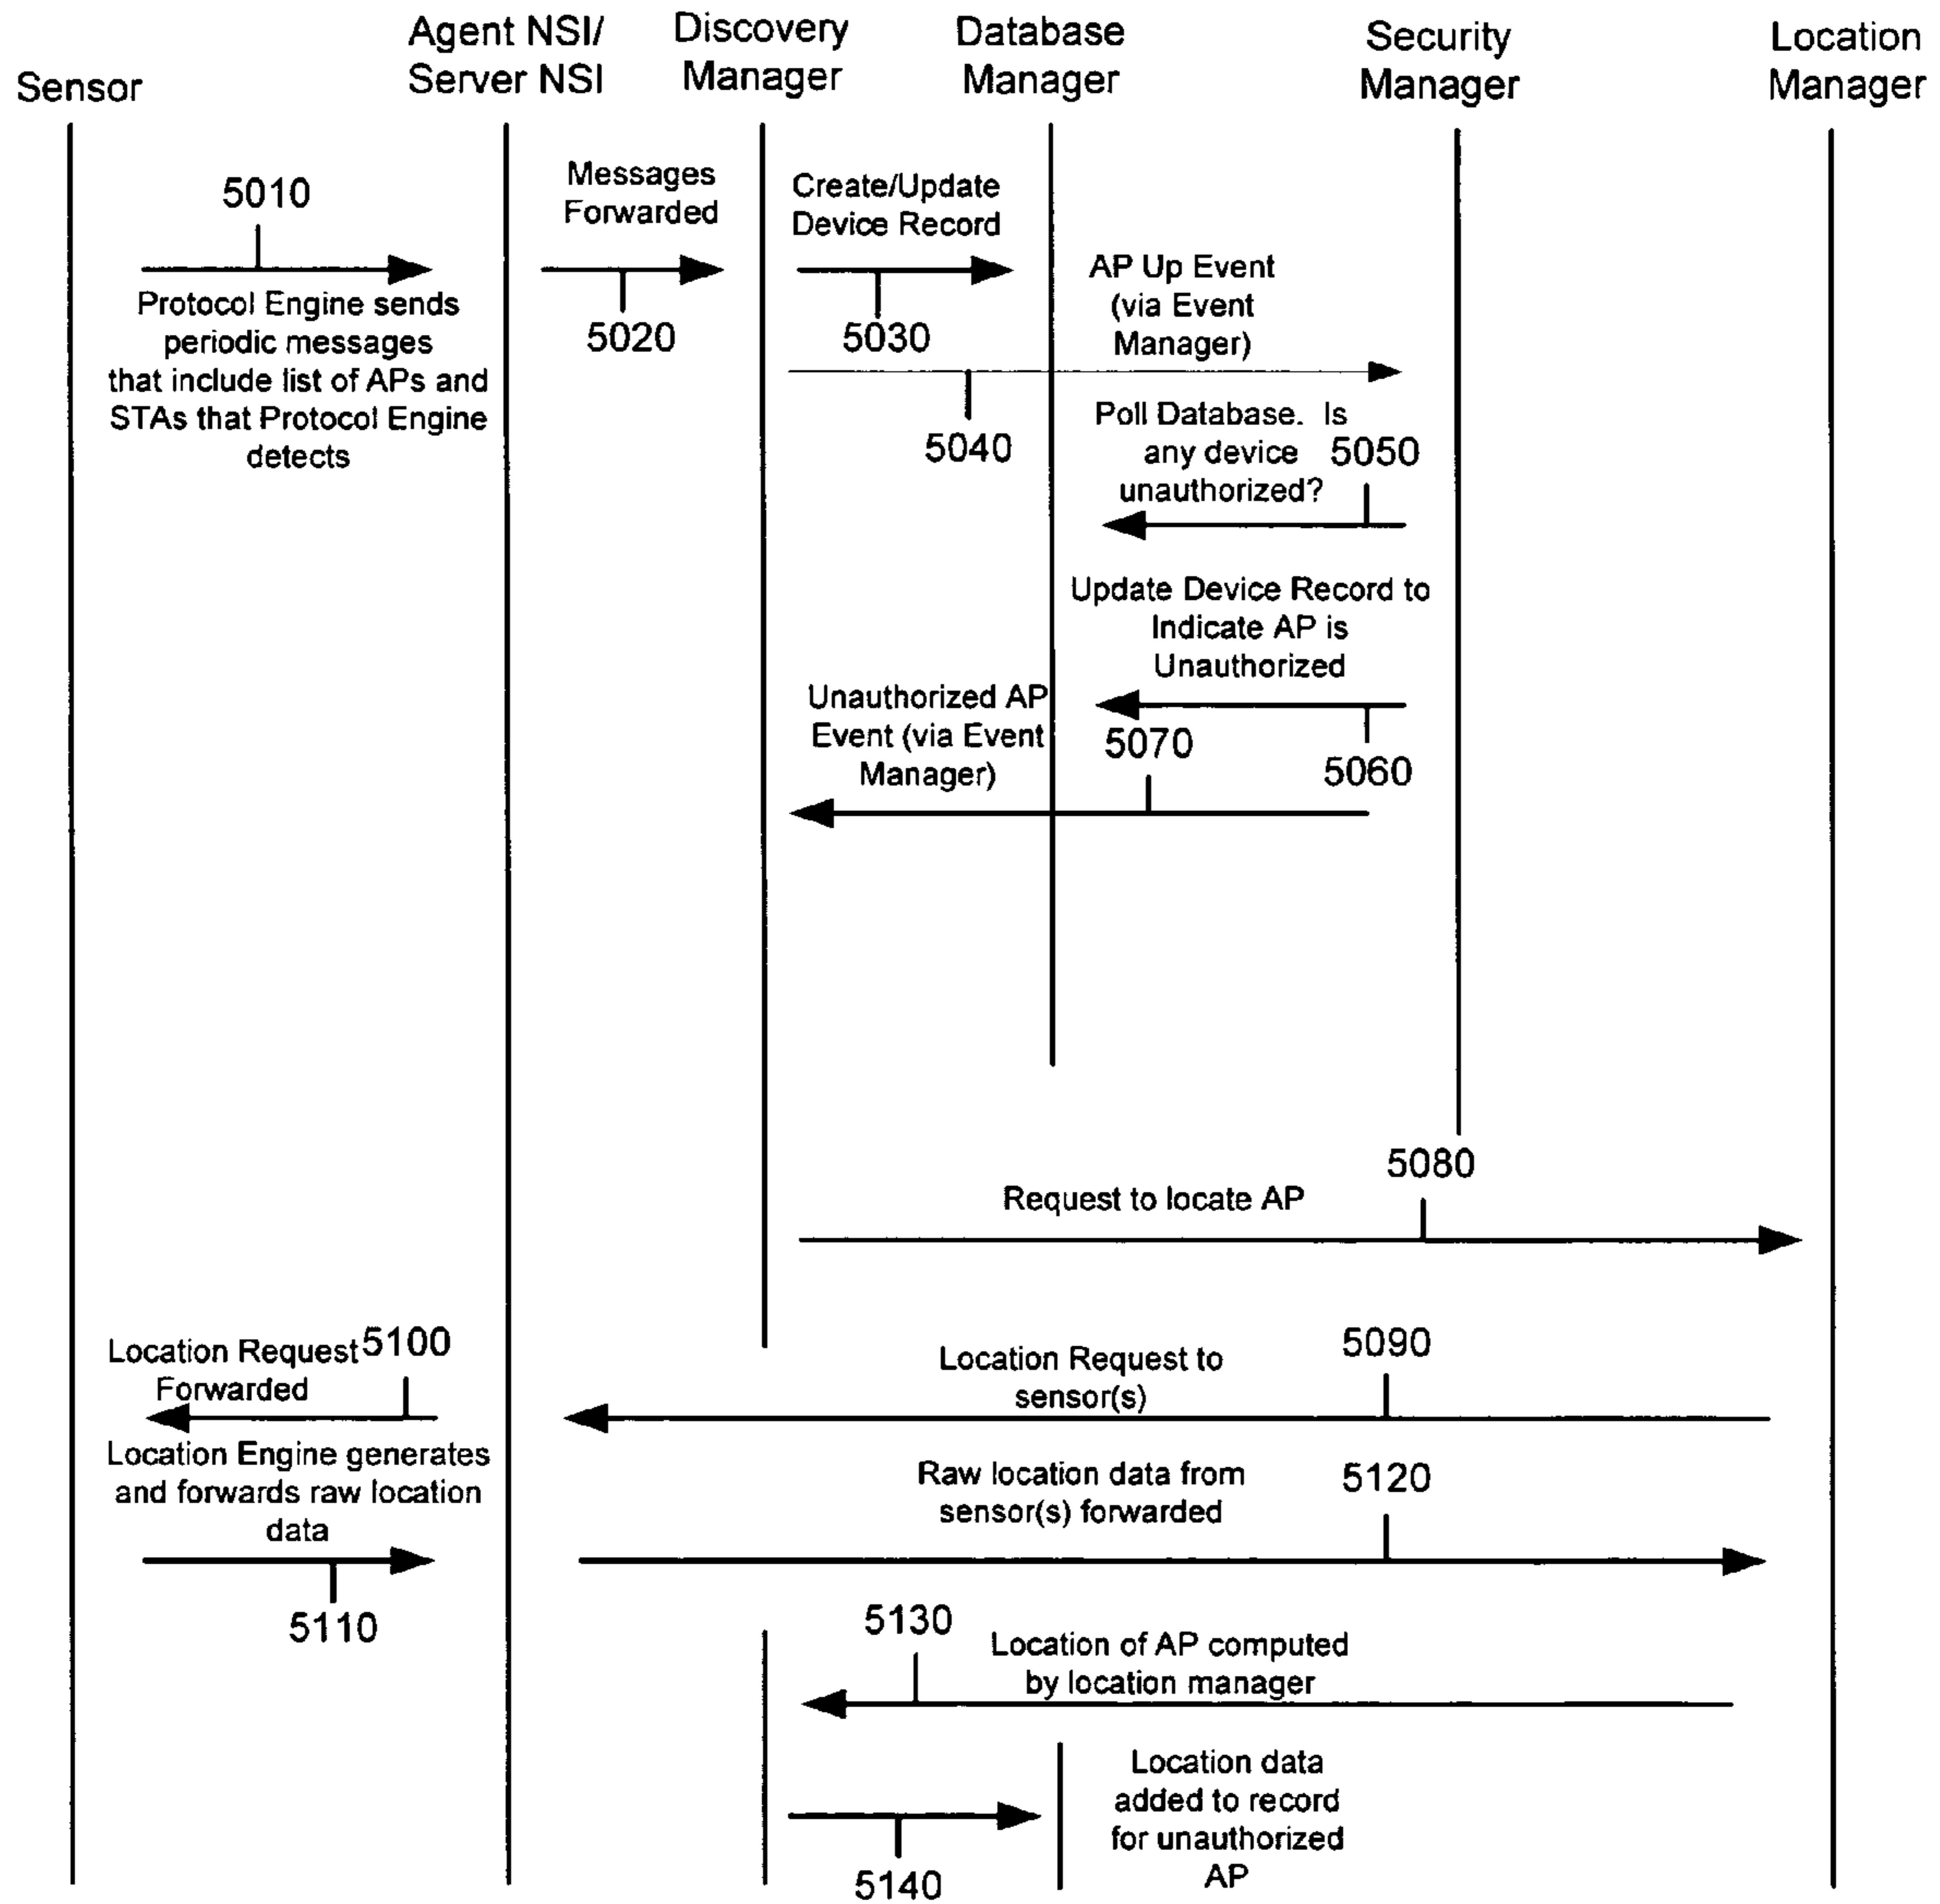 Sensor
Agent NSI/
Server NSI
Discovery
Manager
Database
Manager
Security
Manager
Location
Manager
5010
Protocol Engine sends
periodic messages
that include list of APs and
STAs that Protocol Engine
detects
Messages
Forwarded
5020
Create/Update
Device Record
5030
AP Up Event
(via Event
Manager)
5040
Poll Database. Is
any device
unauthorized?
5050
Update Device Record to
Indicate AP is
Unauthorized
5060
Unauthorized AP
Event (via Event
Manager)
5070
5080
Request to locate AP
5090
Location Request to
sensor(s)
5100
Location Request
Forwarded
Location Engine generates
and forwards raw location
data
5110
Raw location data from
sensor(s) forwarded
5120
5130
Location of AP computed
by location manager
Location data
added to record
for unauthorized
AP
5140